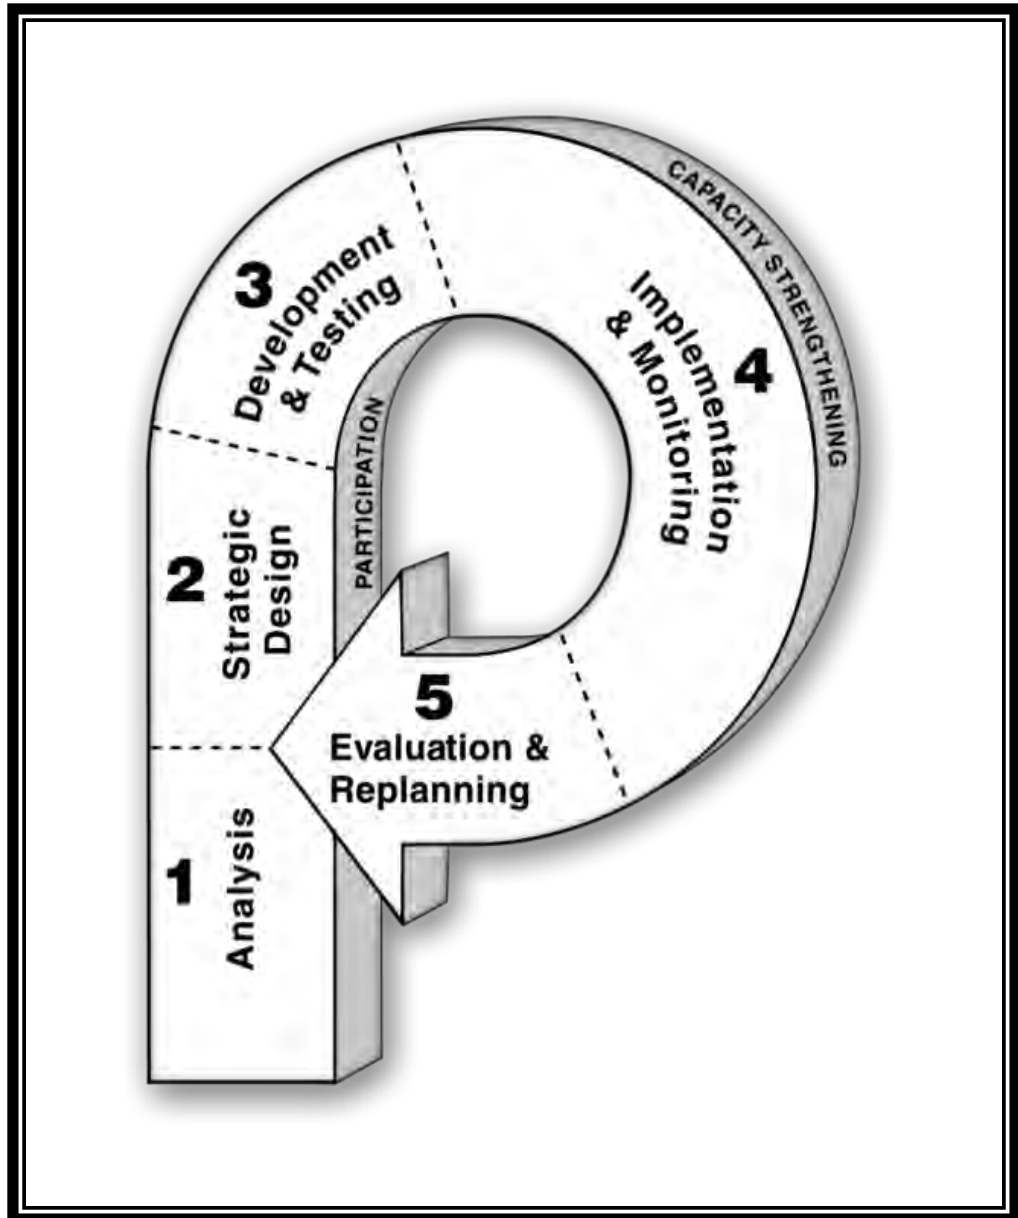 1
Analysis
2
Strategic
Design
3
Development
& Testing
4
Implementation
& Monitoring
5
Evaluation &
Replanning
PARTICIPATION
CAPACITY STRENGTHENING